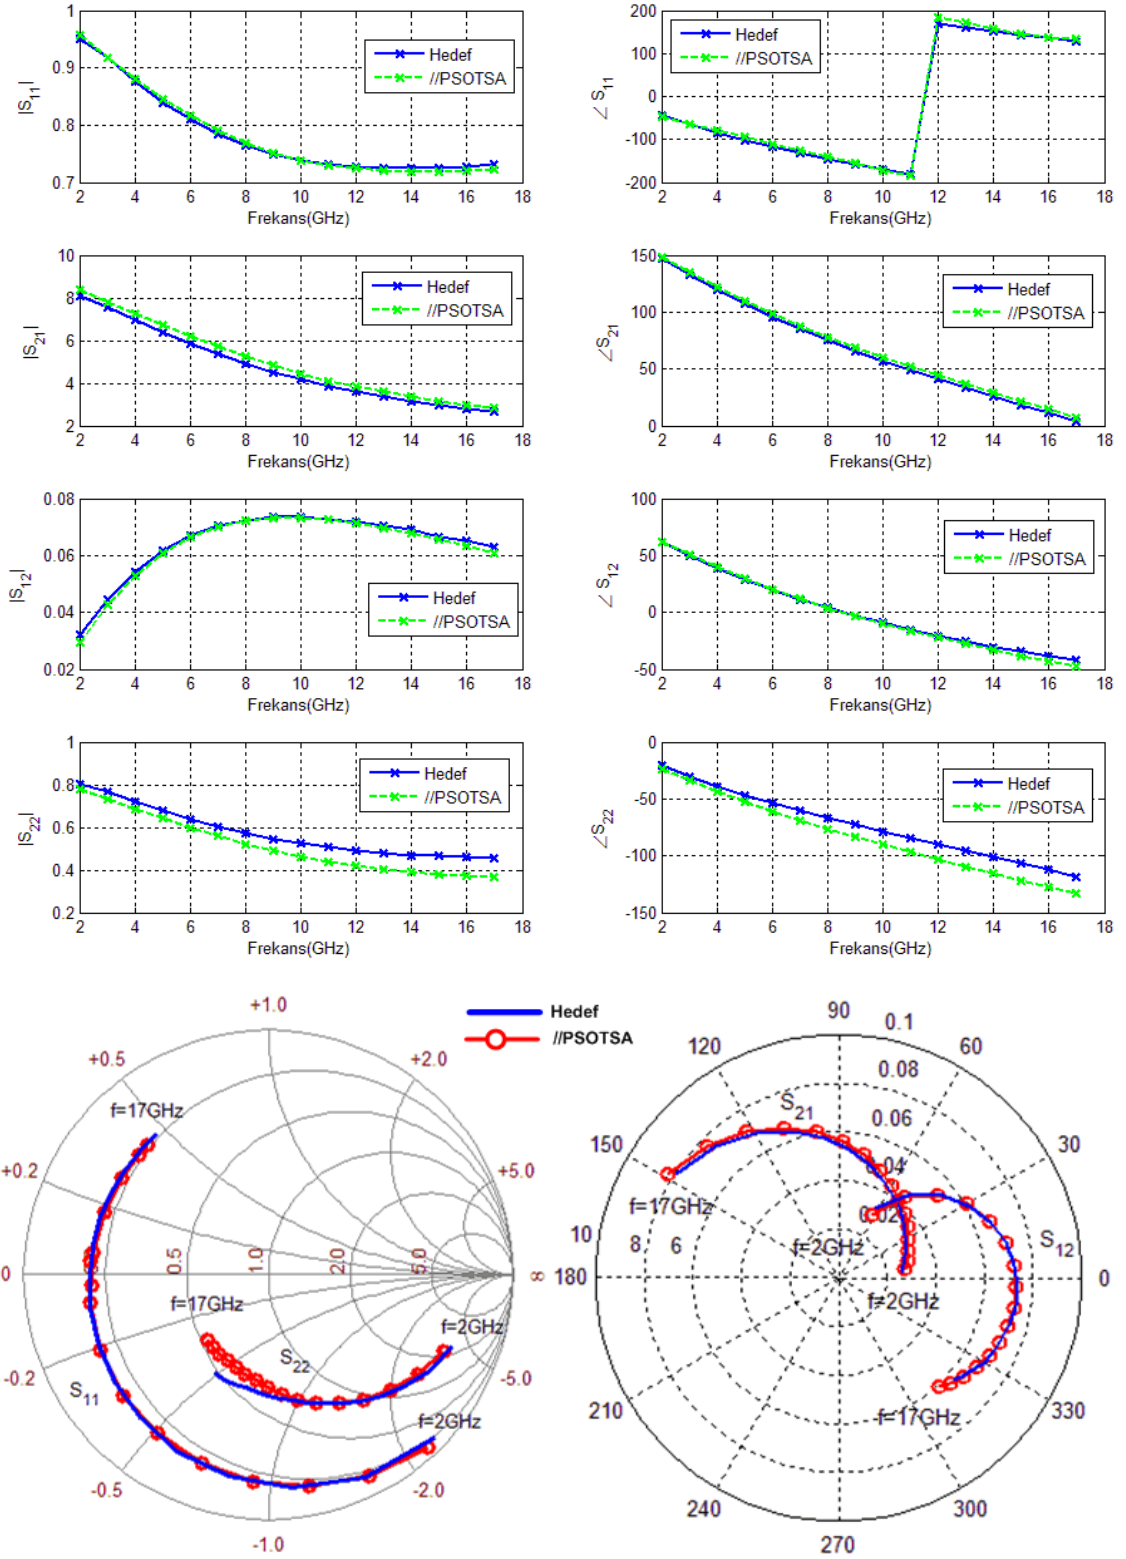 1
0.9
0.8
0.7
|S11|
2 4 6 8 10 12 14 16 18
Frekans(GHz)
Hedef
//PSOTSA
200
100
0
-100
-200
∠ S11
2 4 6 8 10 12 14 16 18
Frekans(GHz)
Hedef
//PSOTSA
10
8
6
4
2
|S21|
2 4 6 8 10 12 14 16 18
Frekans(GHz)
Hedef
//PSOTSA
150
100
50
0
∠S21
2 4 6 8 10 12 14 16 18
Frekans(GHz)
Hedef
//PSOTSA
0.08
0.06
0.04
0.02
|S12|
2 4 6 8 10 12 14 16 18
Frekans(GHz)
Hedef
//PSOTSA
100
50
0
-50
∠ S12
2 4 6 8 10 12 14 16 18
Frekans(GHz)
Hedef
//PSOTSA
1
0.8
0.6
0.4
0.2
|S22|
2 4 6 8 10 12 14 16 18
Frekans(GHz)
Hedef
//PSOTSA
0
-50
-100
-150
∠S22
2 4 6 8 10 12 14 16 18
Frekans(GHz)
Hedef
//PSOTSA
Hedef
//PSOTSA
+1.0
+0.5
+2.0
f=17GHz
+0.2
+5.0
0
0.5
1.0
2.0
5.0
∞
f=17GHz
f=2GHz
S22
-0.2
S11
-5.0
f=2GHz
-0.5
-2.0
-1.0
90
0.1
120
60
0.08
S21
0.06
150
30
0.04
f=17GHz
0.02
10
8
6
f=2GHz
S12
180
0
f=2GHz
210
330
f=17GHz
240
300
270